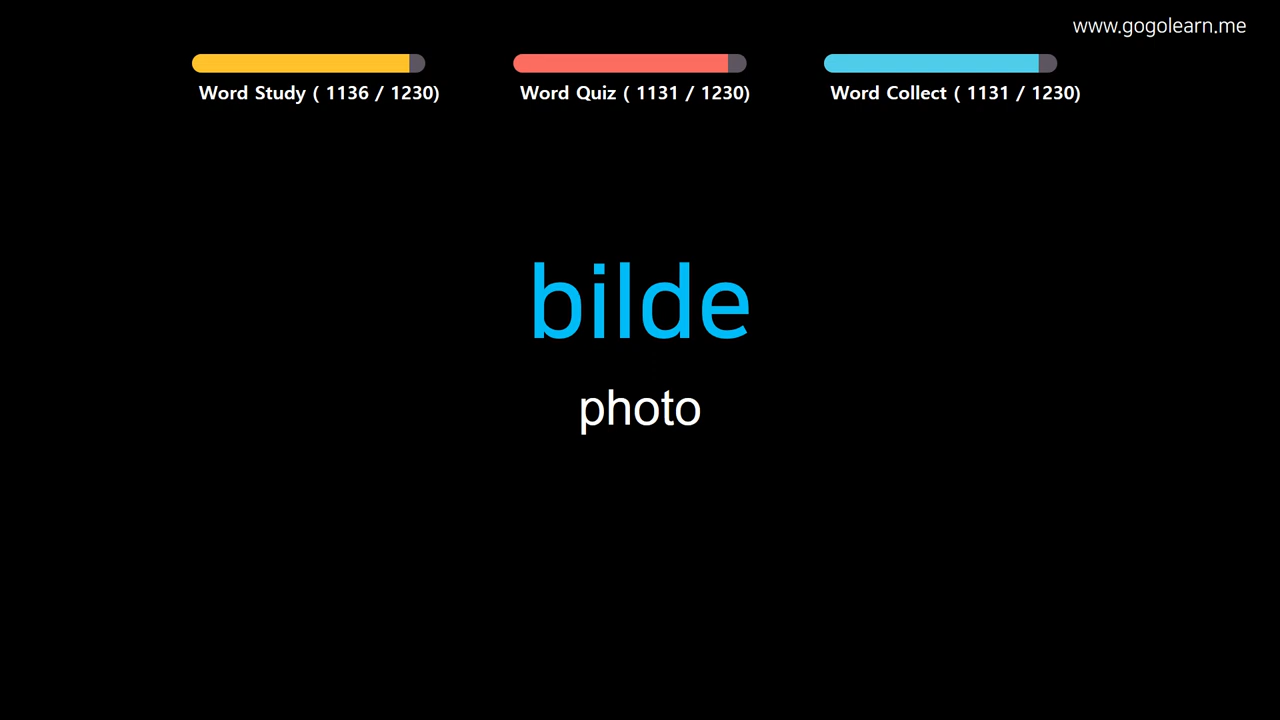 www.gogolearn.me
Word Study ( 1136 / 1230)
Word Quiz ( 1131 / 1230)
Word Collect ( 1131 / 1230)
bilde
photo